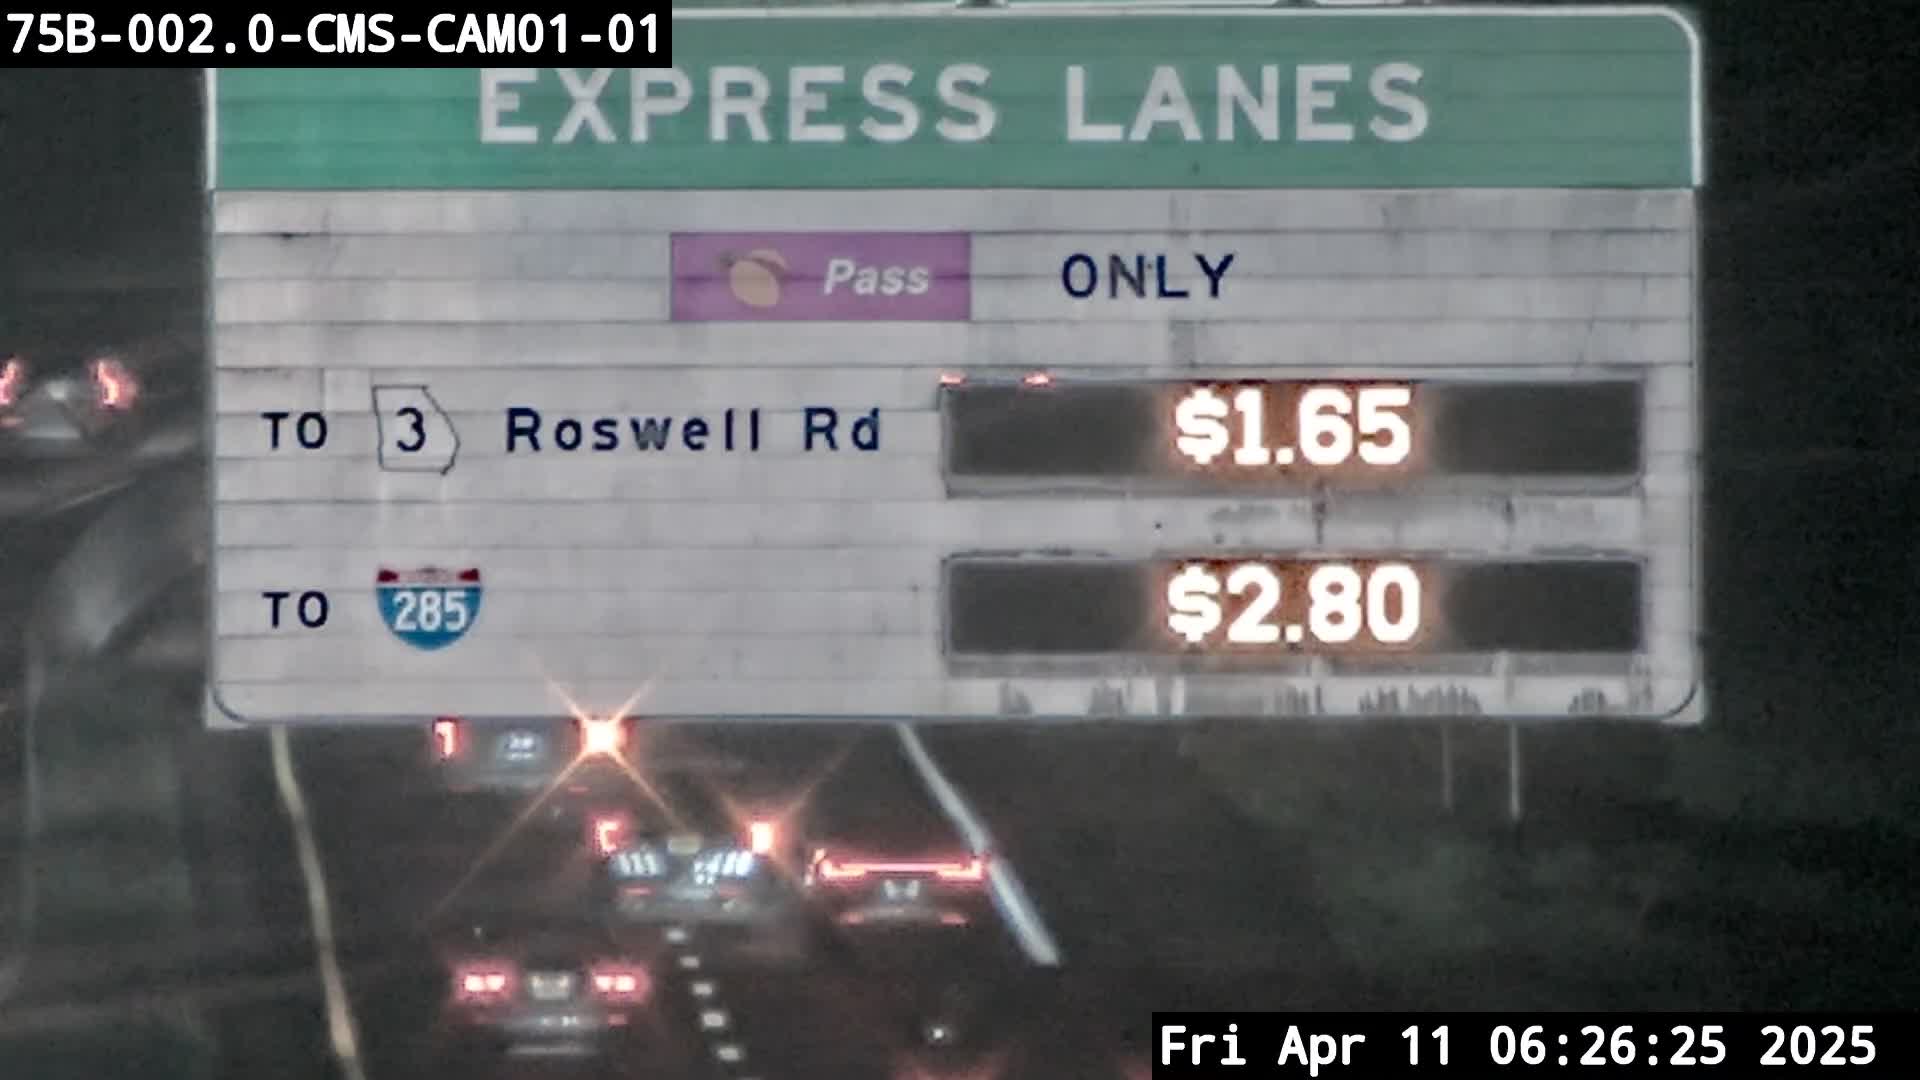 75B-002.0-CMS-CAM01-01
EXPRESS LANES
Pass ONLY
TO 3 Roswell Rd $1.65
TO 285 $2.80
Fri Apr 11 06:26:25 2025